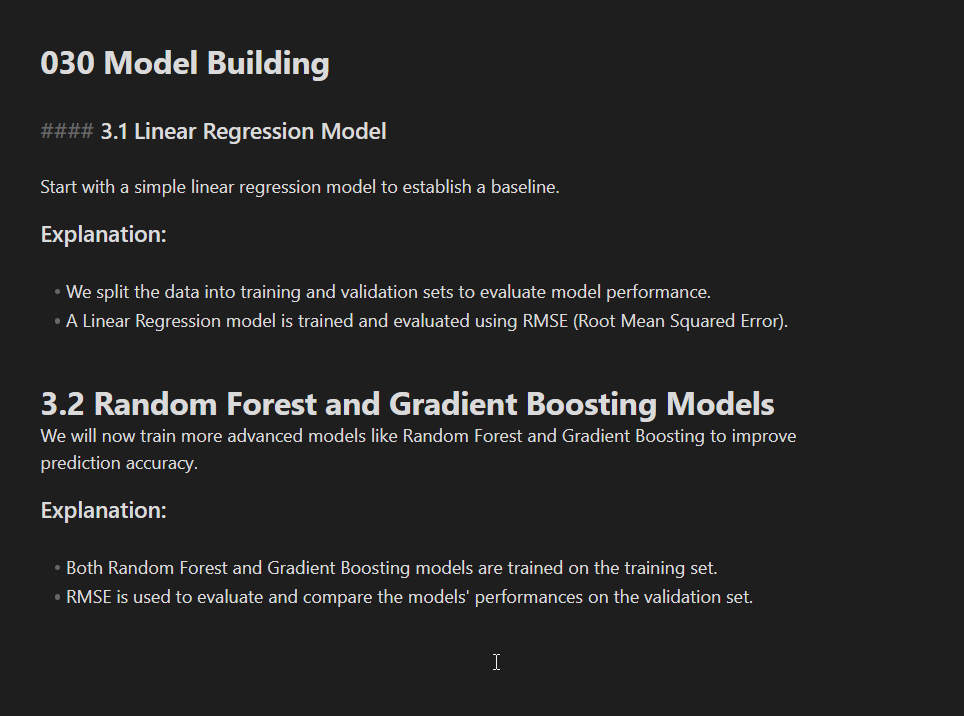 030 Model Building
#### 3.1 Linear Regression Model
Start with a simple linear regression model to establish a baseline.
Explanation:
• We split the data into training and validation sets to evaluate model performance.
• A Linear Regression model is trained and evaluated using RMSE (Root Mean Squared Error).
3.2 Random Forest and Gradient Boosting Models
We will now train more advanced models like Random Forest and Gradient Boosting to improve
prediction accuracy.
Explanation:
• Both Random Forest and Gradient Boosting models are trained on the training set.
• RMSE is used to evaluate and compare the models' performances on the validation set.